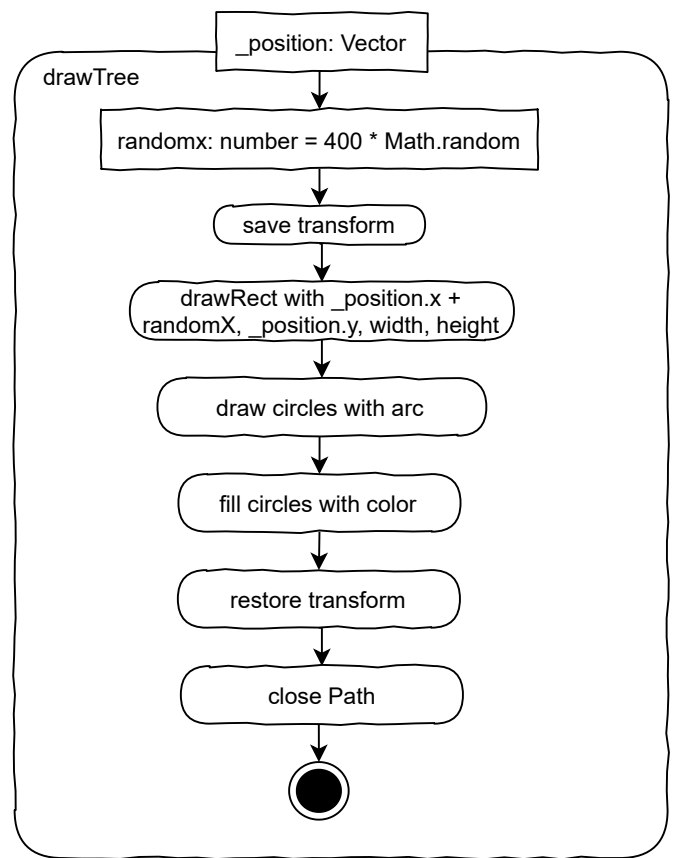 _position: Vector
drawTree
randomx: number = 400 * Math.random
save transform
drawRect with _position.x +
randomX, _position.y, width, height
draw circles with arc
fill circles with color
restore transform
close Path